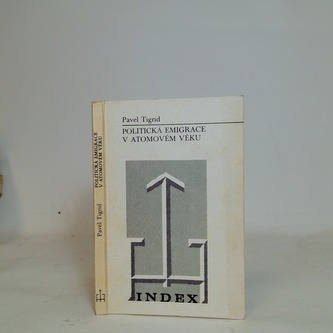 Pavel Tigrid
POLITICKÁ EMIGRACE
V ATOMOVÉM VĚKU
INDEX
POLITICKÁ EMIGRACE
V ATOMOVÉM VĚKU
Pavel Tigrid